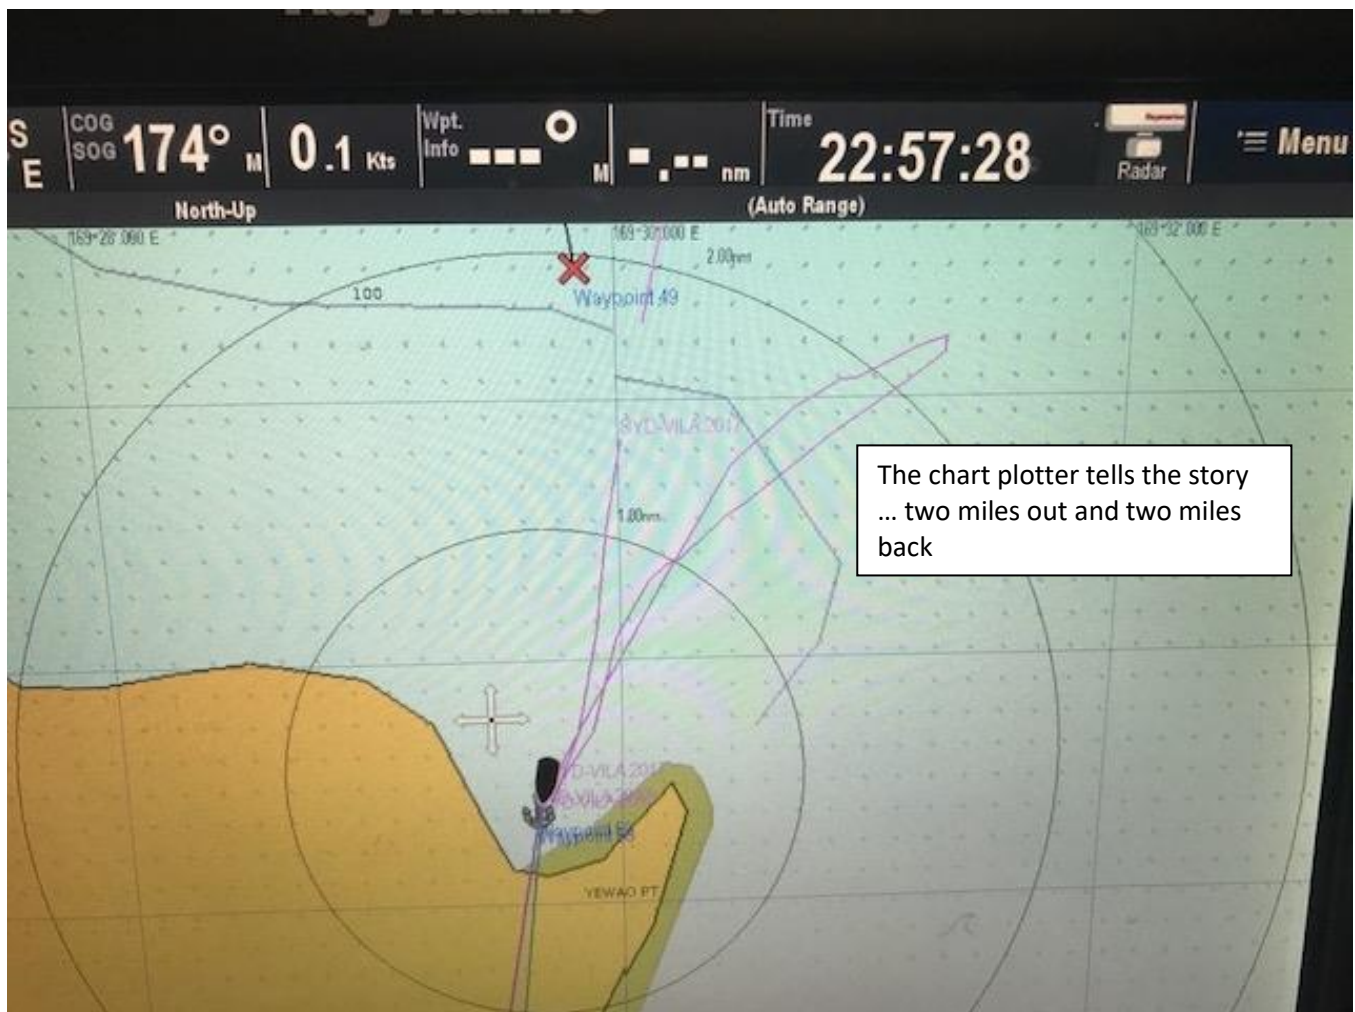 Raymarine
S
E
COG
SOG
174° M
0.1 Kts
Wpt.
Info
---° M
-.-- nm
Time
22:57:28
Radar
Menu
North-Up
(Auto Range)
169°28'.000 E
169°30'.000 E
169°32'.000 E
2.00nm
100
Waypoint 49
SYD-VILA 2017
The chart plotter tells the story
… two miles out and two miles
back
1.00nm
YEWAO PT